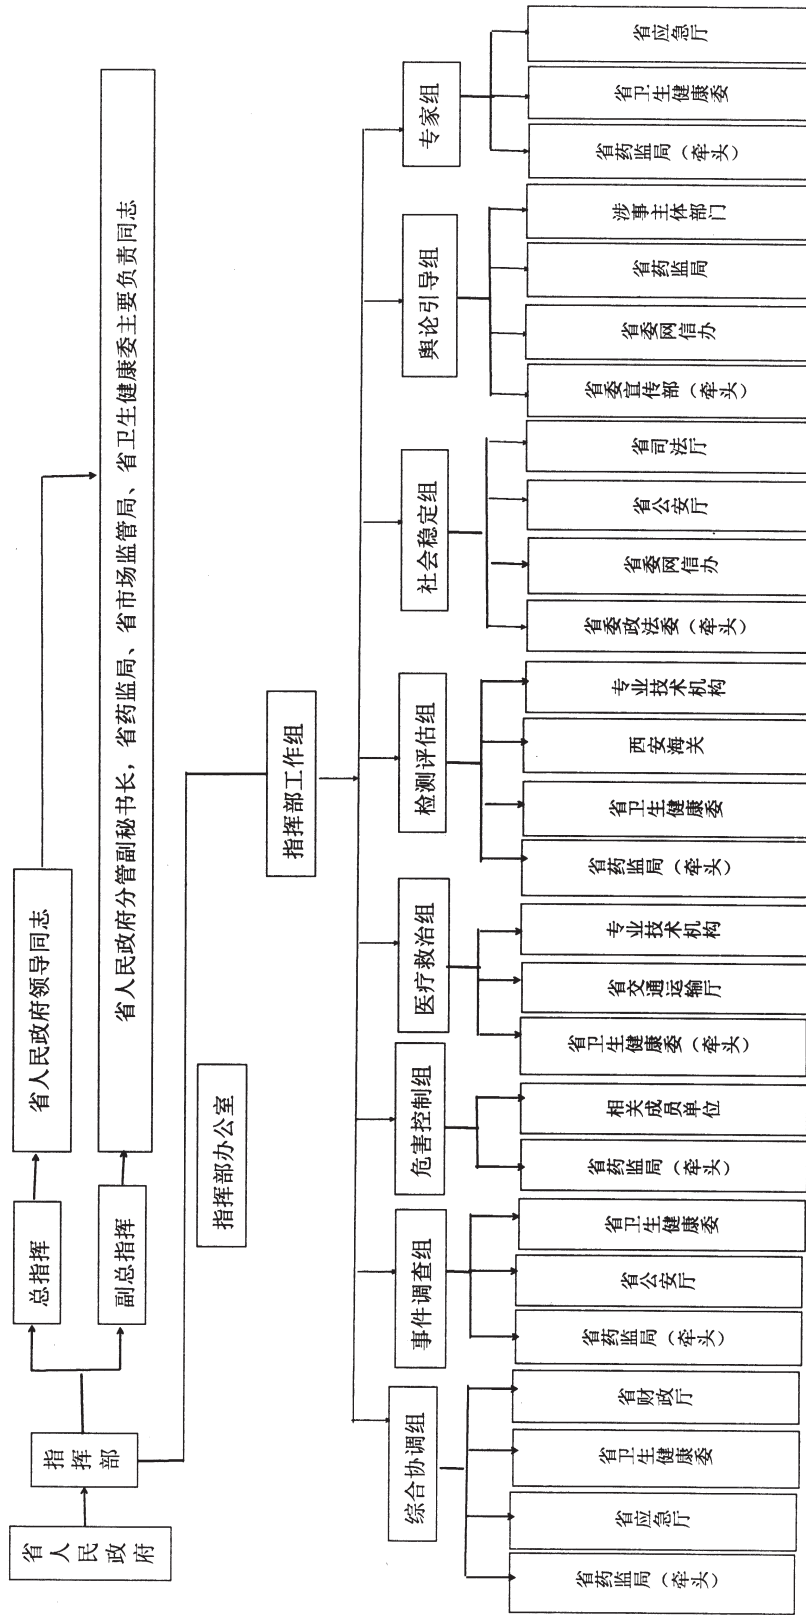 省人民政府
指挥部
总指挥
省人民政府领导同志
副总指挥
省人民政府分管副秘书长，省药监局、省市场监管局、省卫生健康委主要负责同志
指挥部办公室
指挥部工作组
综合协调组
事件调查组
危害控制组
医疗救治组
检测评估组
社会稳定组
舆论引导组
专家组
省药监局（牵头）
省应急厅
省卫生健康委
省财政厅
省药监局（牵头）
省公安厅
省卫生健康委
省药监局（牵头）
相关成员单位
省卫生健康委（牵头）
省交通运输厅
专业技术机构
省药监局（牵头）
省卫生健康委
西安海关
专业技术机构
省委政法委（牵头）
省委网信办
省公安厅
省司法厅
省委宣传部（牵头）
省委网信办
省药监局
涉事主体部门
省药监局（牵头）
省卫生健康委
省应急厅